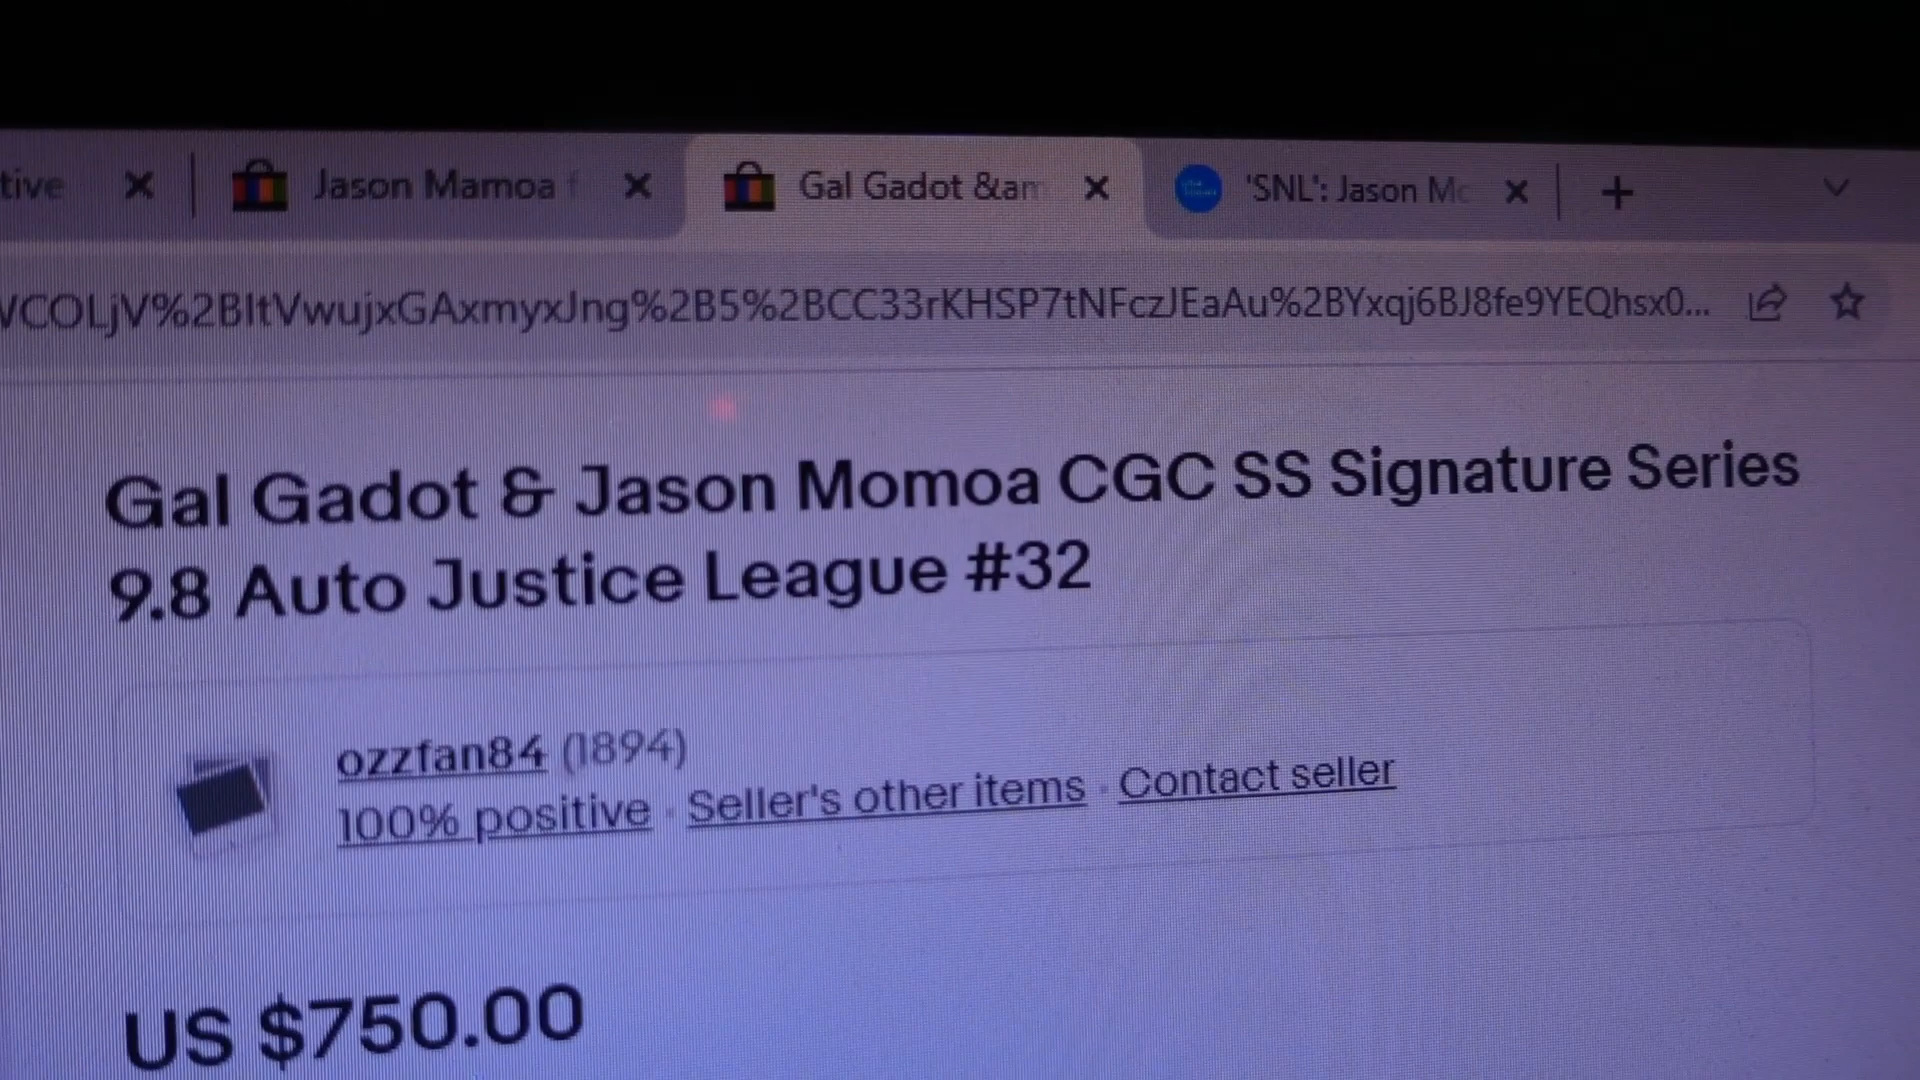 tive
Jason Mamoa f
Gal Gadot &am
'SNL': Jason Mo
VCOLjV%2BItVwujxGAxmyxJng%2B5%2BCC33rKHSP7tNFczJEaAu%2BYxqj6BJ8fe9YEQhsx0...
Gal Gadot & Jason Momoa CGC SS Signature Series
9.8 Auto Justice League #32
ozzfan84 (1894)
100% positive · Seller's other items · Contact seller
US $750.00